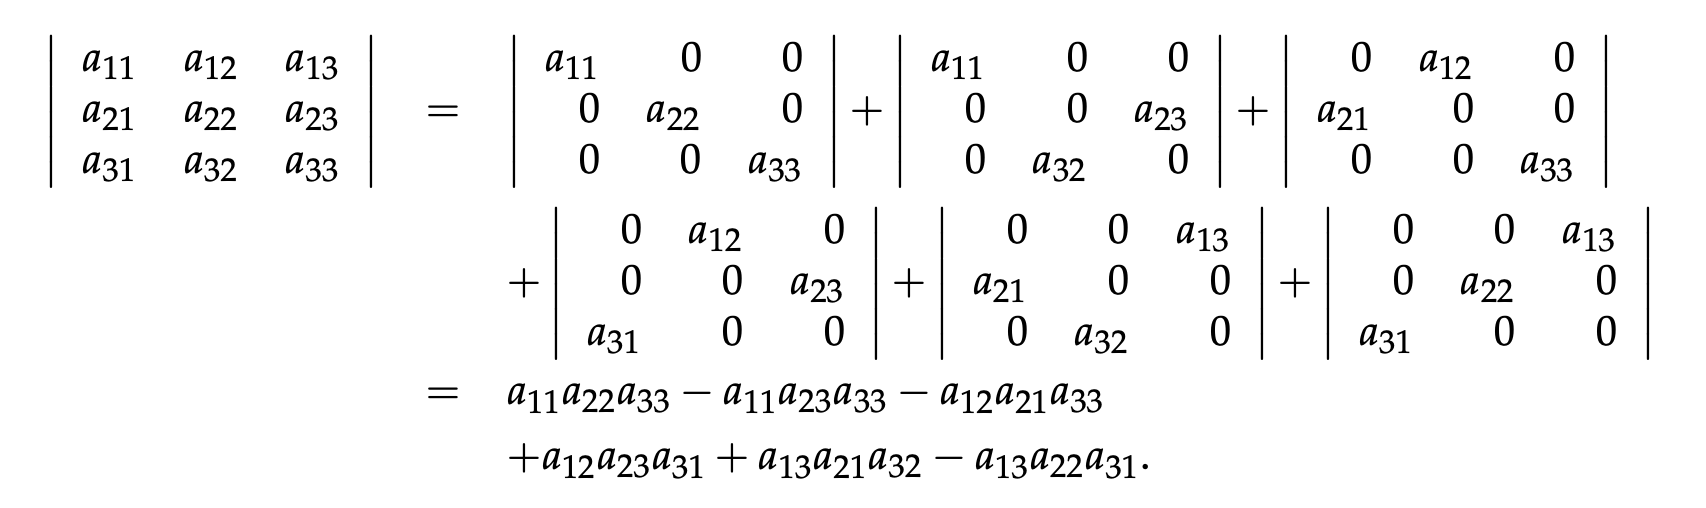 | a₁₁ a₁₂ a₁₃ | | a₁₁ 0 0 | | a₁₁ 0 0 | | 0 a₁₂ 0 |
| a₂₁ a₂₂ a₂₃ | = | 0 a₂₂ 0 | + | 0 0 a₂₃ | + | a₂₁ 0 0 |
| a₃₁ a₃₂ a₃₃ | | 0 0 a₃₃ | | 0 a₃₂ 0 | | 0 0 a₃₃ |
| 0 a₁₂ 0 | | 0 0 a₁₃ | | 0 0 a₁₃ |
+ | 0 0 a₂₃ | + | a₂₁ 0 0 | + | 0 a₂₂ 0 |
| a₃₁ 0 0 | | 0 a₃₂ 0 | | a₃₁ 0 0 |
= a₁₁a₂₂a₃₃ − a₁₁a₂₃a₃₃ − a₁₂a₂₁a₃₃
+a₁₂a₂₃a₃₁ + a₁₃a₂₁a₃₂ − a₁₃a₂₂a₃₁.